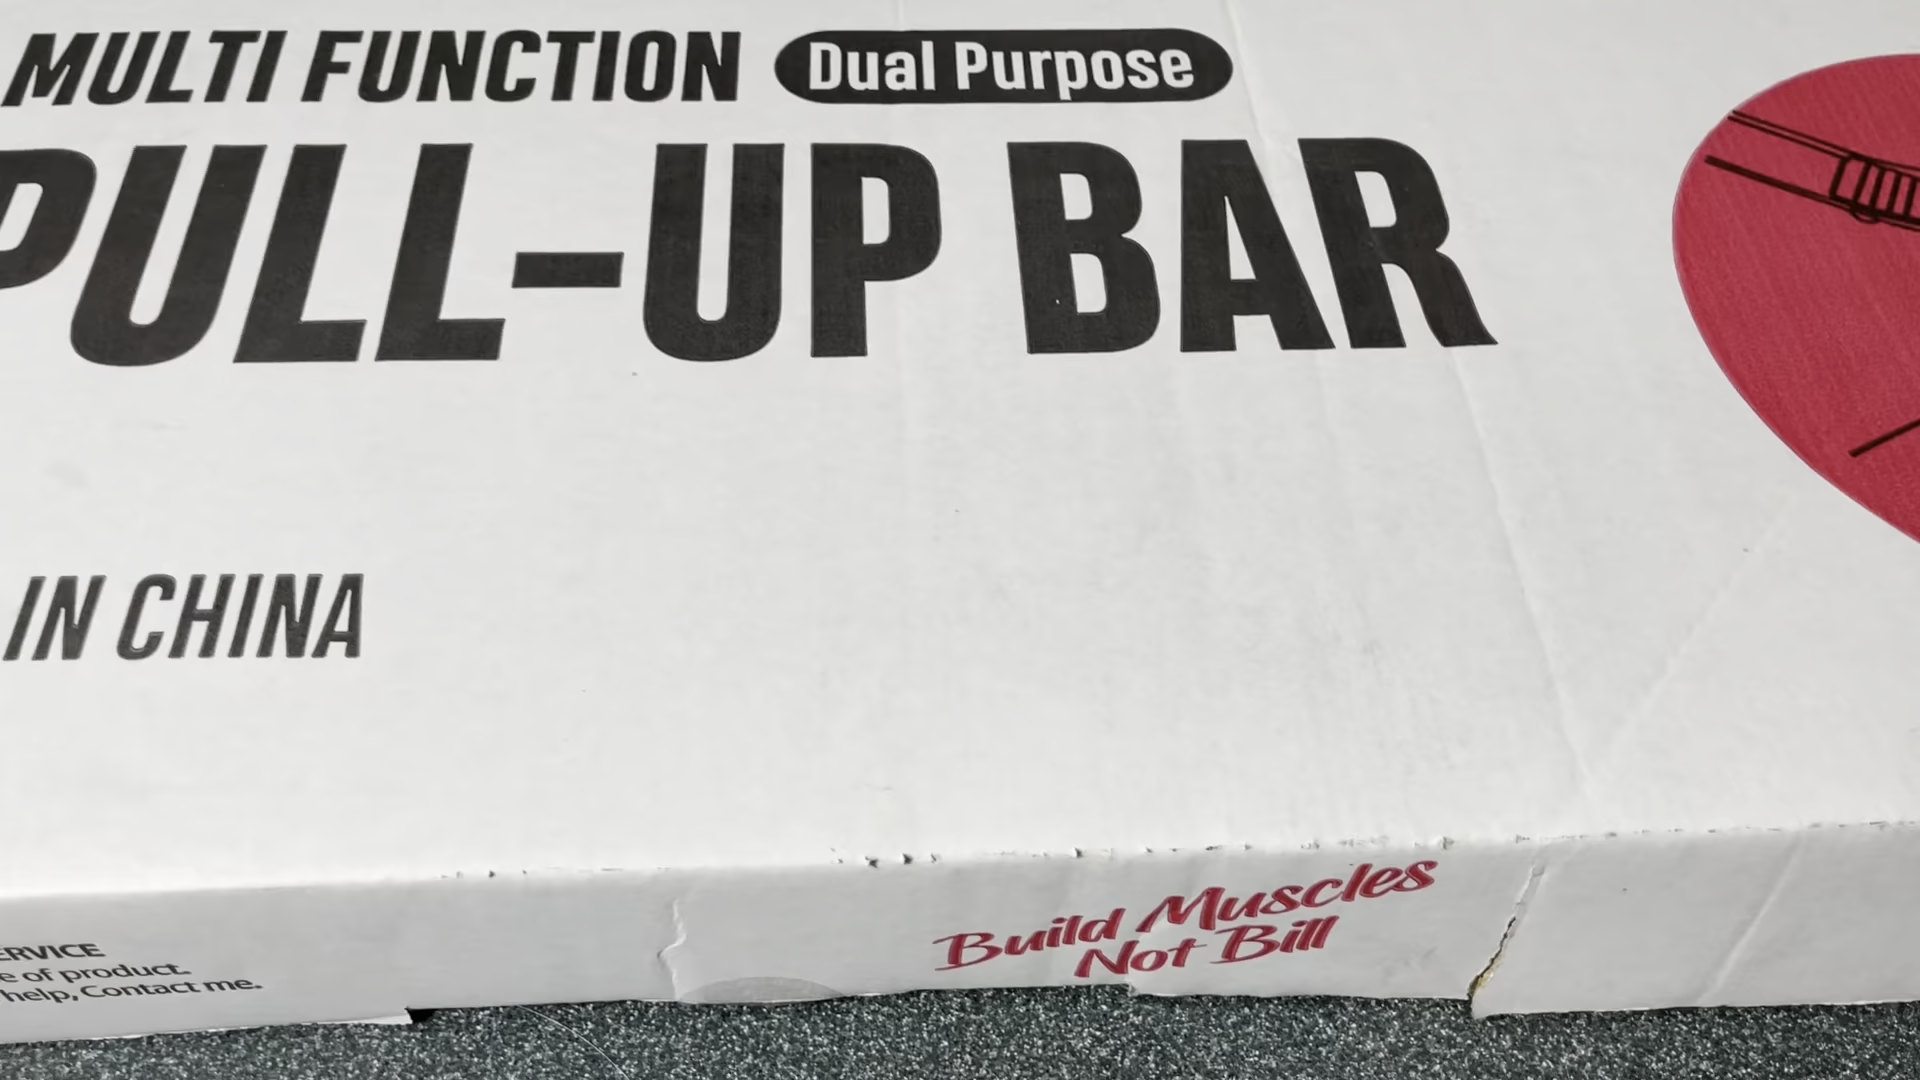 MULTI FUNCTION Dual Purpose
PULL-UP BAR
IN CHINA
Build Muscles
Not Bill
ERVICE
e of product.
help, Contact me.